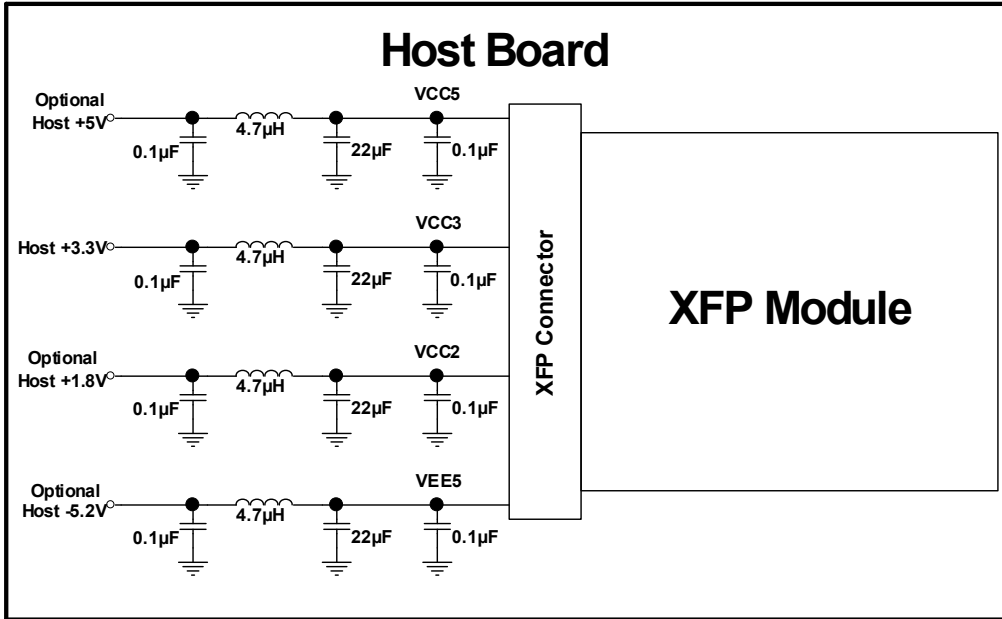 Host Board
Optional
Host +5V
0.1µF
4.7µH
22µF
VCC5
0.1µF
Host +3.3V
0.1µF
4.7µH
22µF
VCC3
0.1µF
Optional
Host +1.8V
0.1µF
4.7µH
22µF
VCC2
0.1µF
Optional
Host -5.2V
0.1µF
4.7µH
22µF
VEE5
0.1µF
XFP Connector
XFP Module